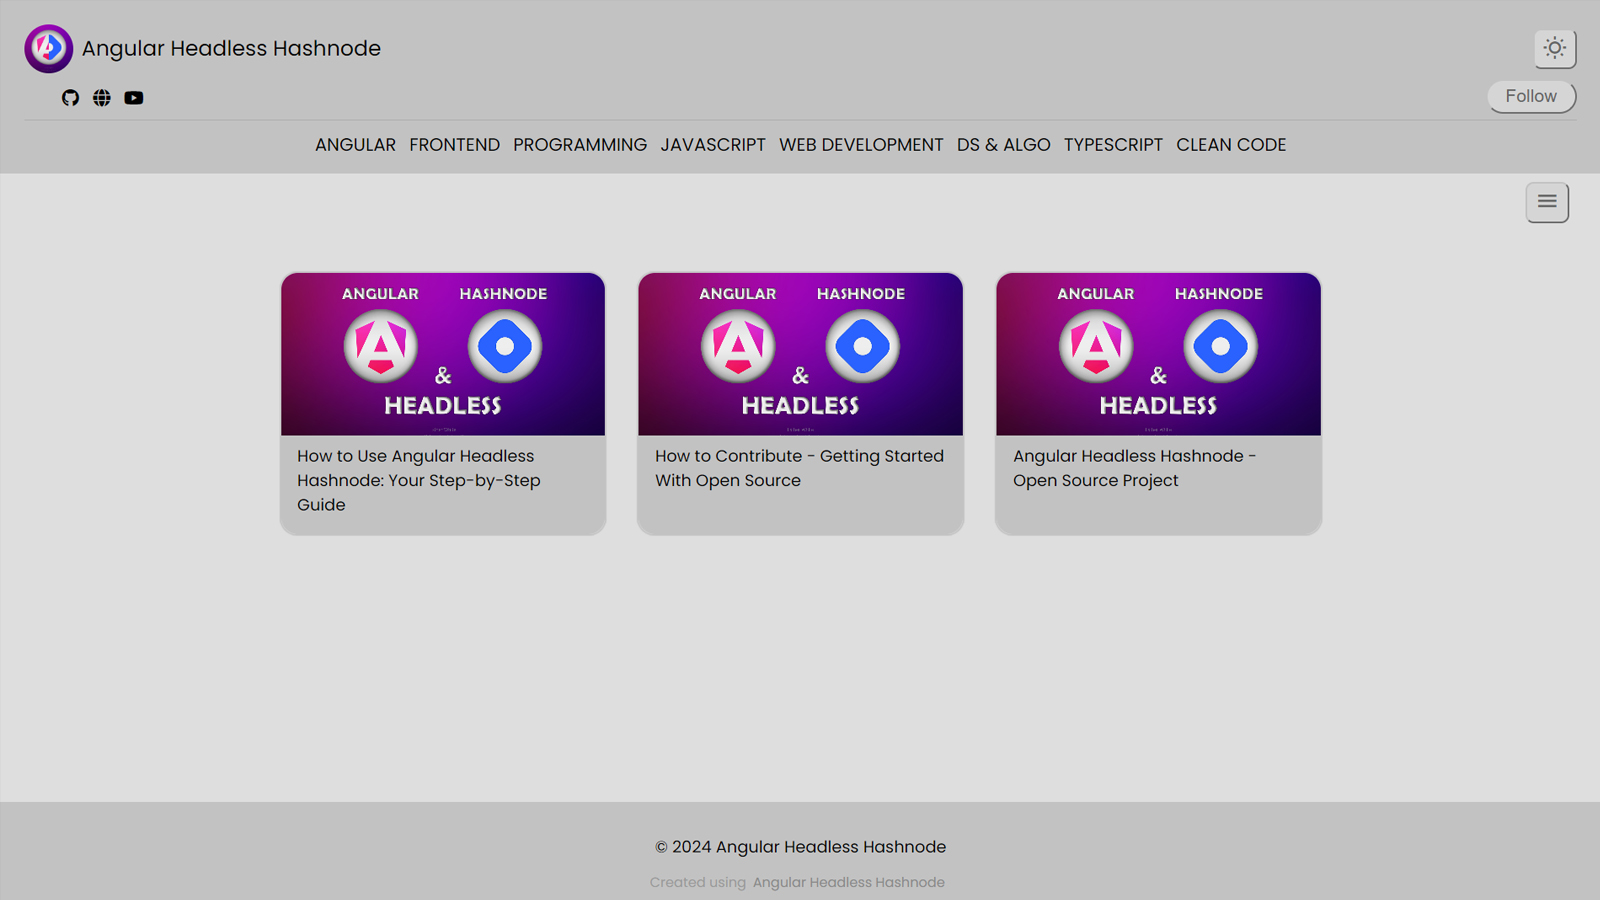 Angular Headless Hashnode
Follow
ANGULAR FRONTEND PROGRAMMING JAVASCRIPT WEB DEVELOPMENT DS & ALGO TYPESCRIPT CLEAN CODE
ANGULAR HASHNODE
&
HEADLESS
How to Use Angular Headless
Hashnode: Your Step-by-Step
Guide
ANGULAR HASHNODE
&
HEADLESS
How to Contribute - Getting Started
With Open Source
ANGULAR HASHNODE
&
HEADLESS
Angular Headless Hashnode -
Open Source Project
© 2024 Angular Headless Hashnode
Created using Angular Headless Hashnode